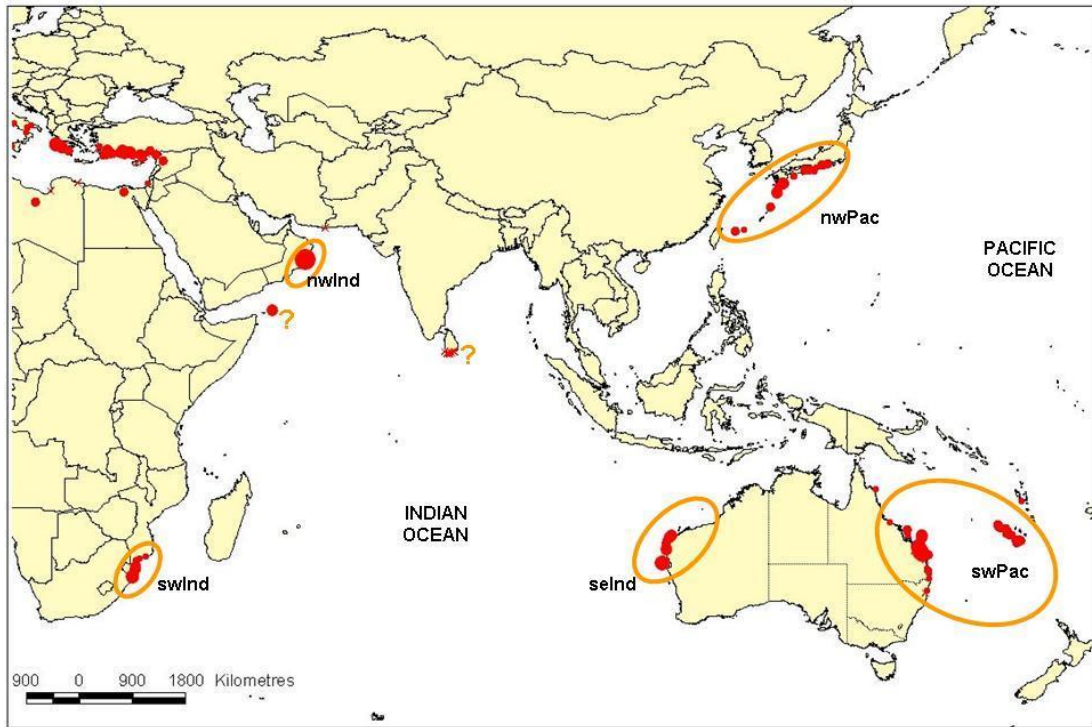 nwPac
PACIFIC
OCEAN
nwInd
?
?
INDIAN
OCEAN
swInd
seInd
swPac
900 0 900 1800 Kilometres